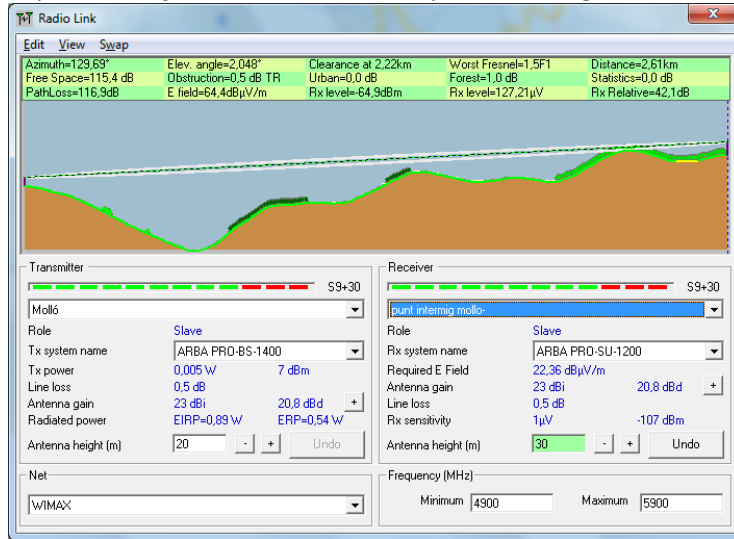 Radio Link
Edit View Swap
Azimuth=129,69° Elev. angle=2,048° Clearance at 2,22km Worst Fresnel=1,5F1 Distance=2,61km
Free Space=115,4 dB Obstruction=0,5 dB TR Urban=0,0 dB Forest=1,0 dB Statistics=0,0 dB
PathLoss=116,9dB E field=64,4dBµV/m Rx level=-64,9dBm Rx level=127,21µV Rx Relative=42,1dB
Transmitter
S9+30
Molló
Role Slave
Tx system name ARBA PRO-BS-1400
Tx power 0,005 W 7 dBm
Line loss 0,5 dB
Antenna gain 23 dBi 20,8 dBd +
Radiated power EIRP=0,89 W ERP=0,54 W
Antenna height (m) 20 - + Undo
Net
WIMAX
Receiver
S9+30
punt intermig mollo-
Role Slave
Rx system name ARBA PRO-SU-1200
Required E Field 22,36 dBµV/m
Antenna gain 23 dBi 20,8 dBd +
Line loss 0,5 dB
Rx sensitivity 1µV -107 dBm
Antenna height (m) 30 - + Undo
Frequency (MHz)
Minimum 4900 Maximum 5900